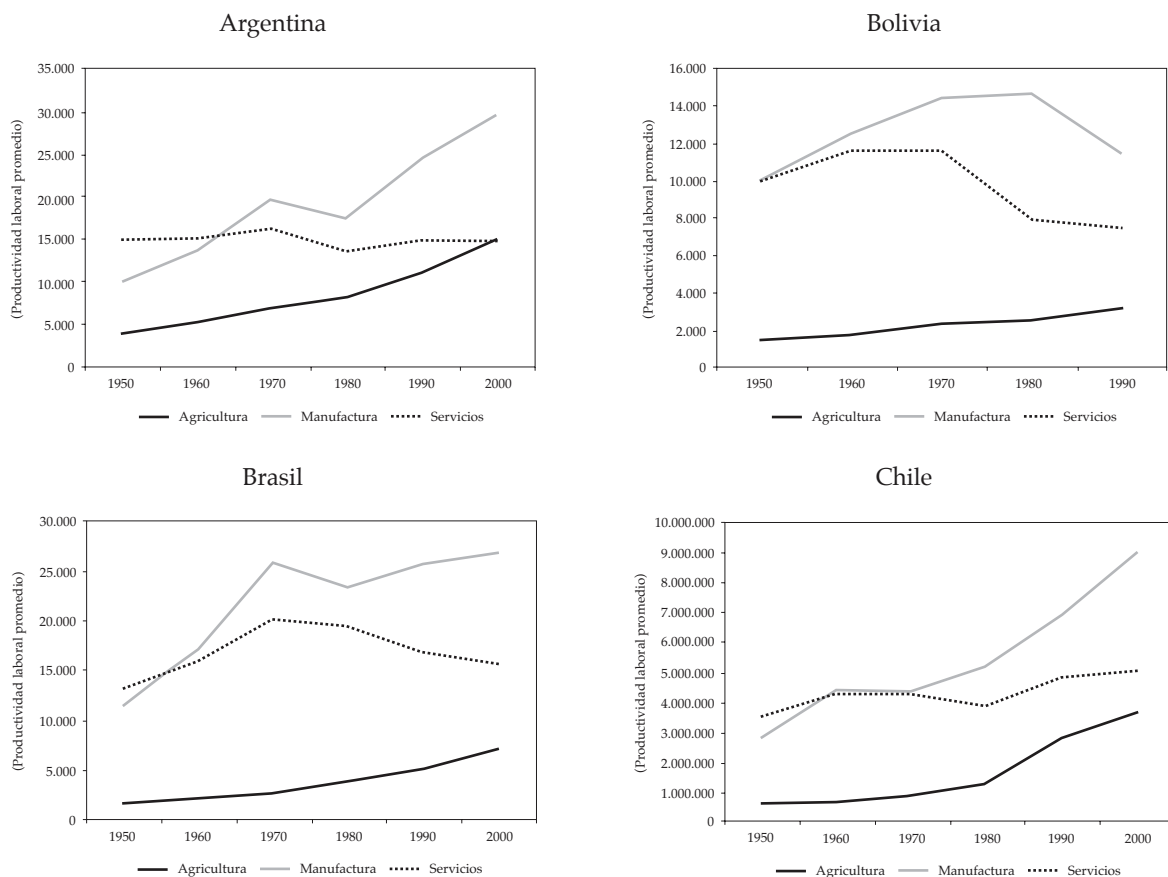 Argentina
(Productividad laboral promedio)
35.000
30.000
25.000
20.000
15.000
10.000
5.000
0
1950 1960 1970 1980 1990 2000
Agricultura Manufactura Servicios
Bolivia
(Productividad laboral promedio)
16.000
14.000
12.000
10.000
8.000
6.000
4.000
2.000
0
1950 1960 1970 1980 1990
Agricultura Manufactura Servicios
Brasil
(Productividad laboral promedio)
30.000
25.000
20.000
15.000
10.000
5.000
0
1950 1960 1970 1980 1990 2000
Agricultura Manufactura Servicios
Chile
(Productividad laboral promedio)
10.000.000
9.000.000
8.000.000
7.000.000
6.000.000
5.000.000
4.000.000
3.000.000
2.000.000
1.000.000
0
1950 1960 1970 1980 1990 2000
Agricultura Manufactura Servicios